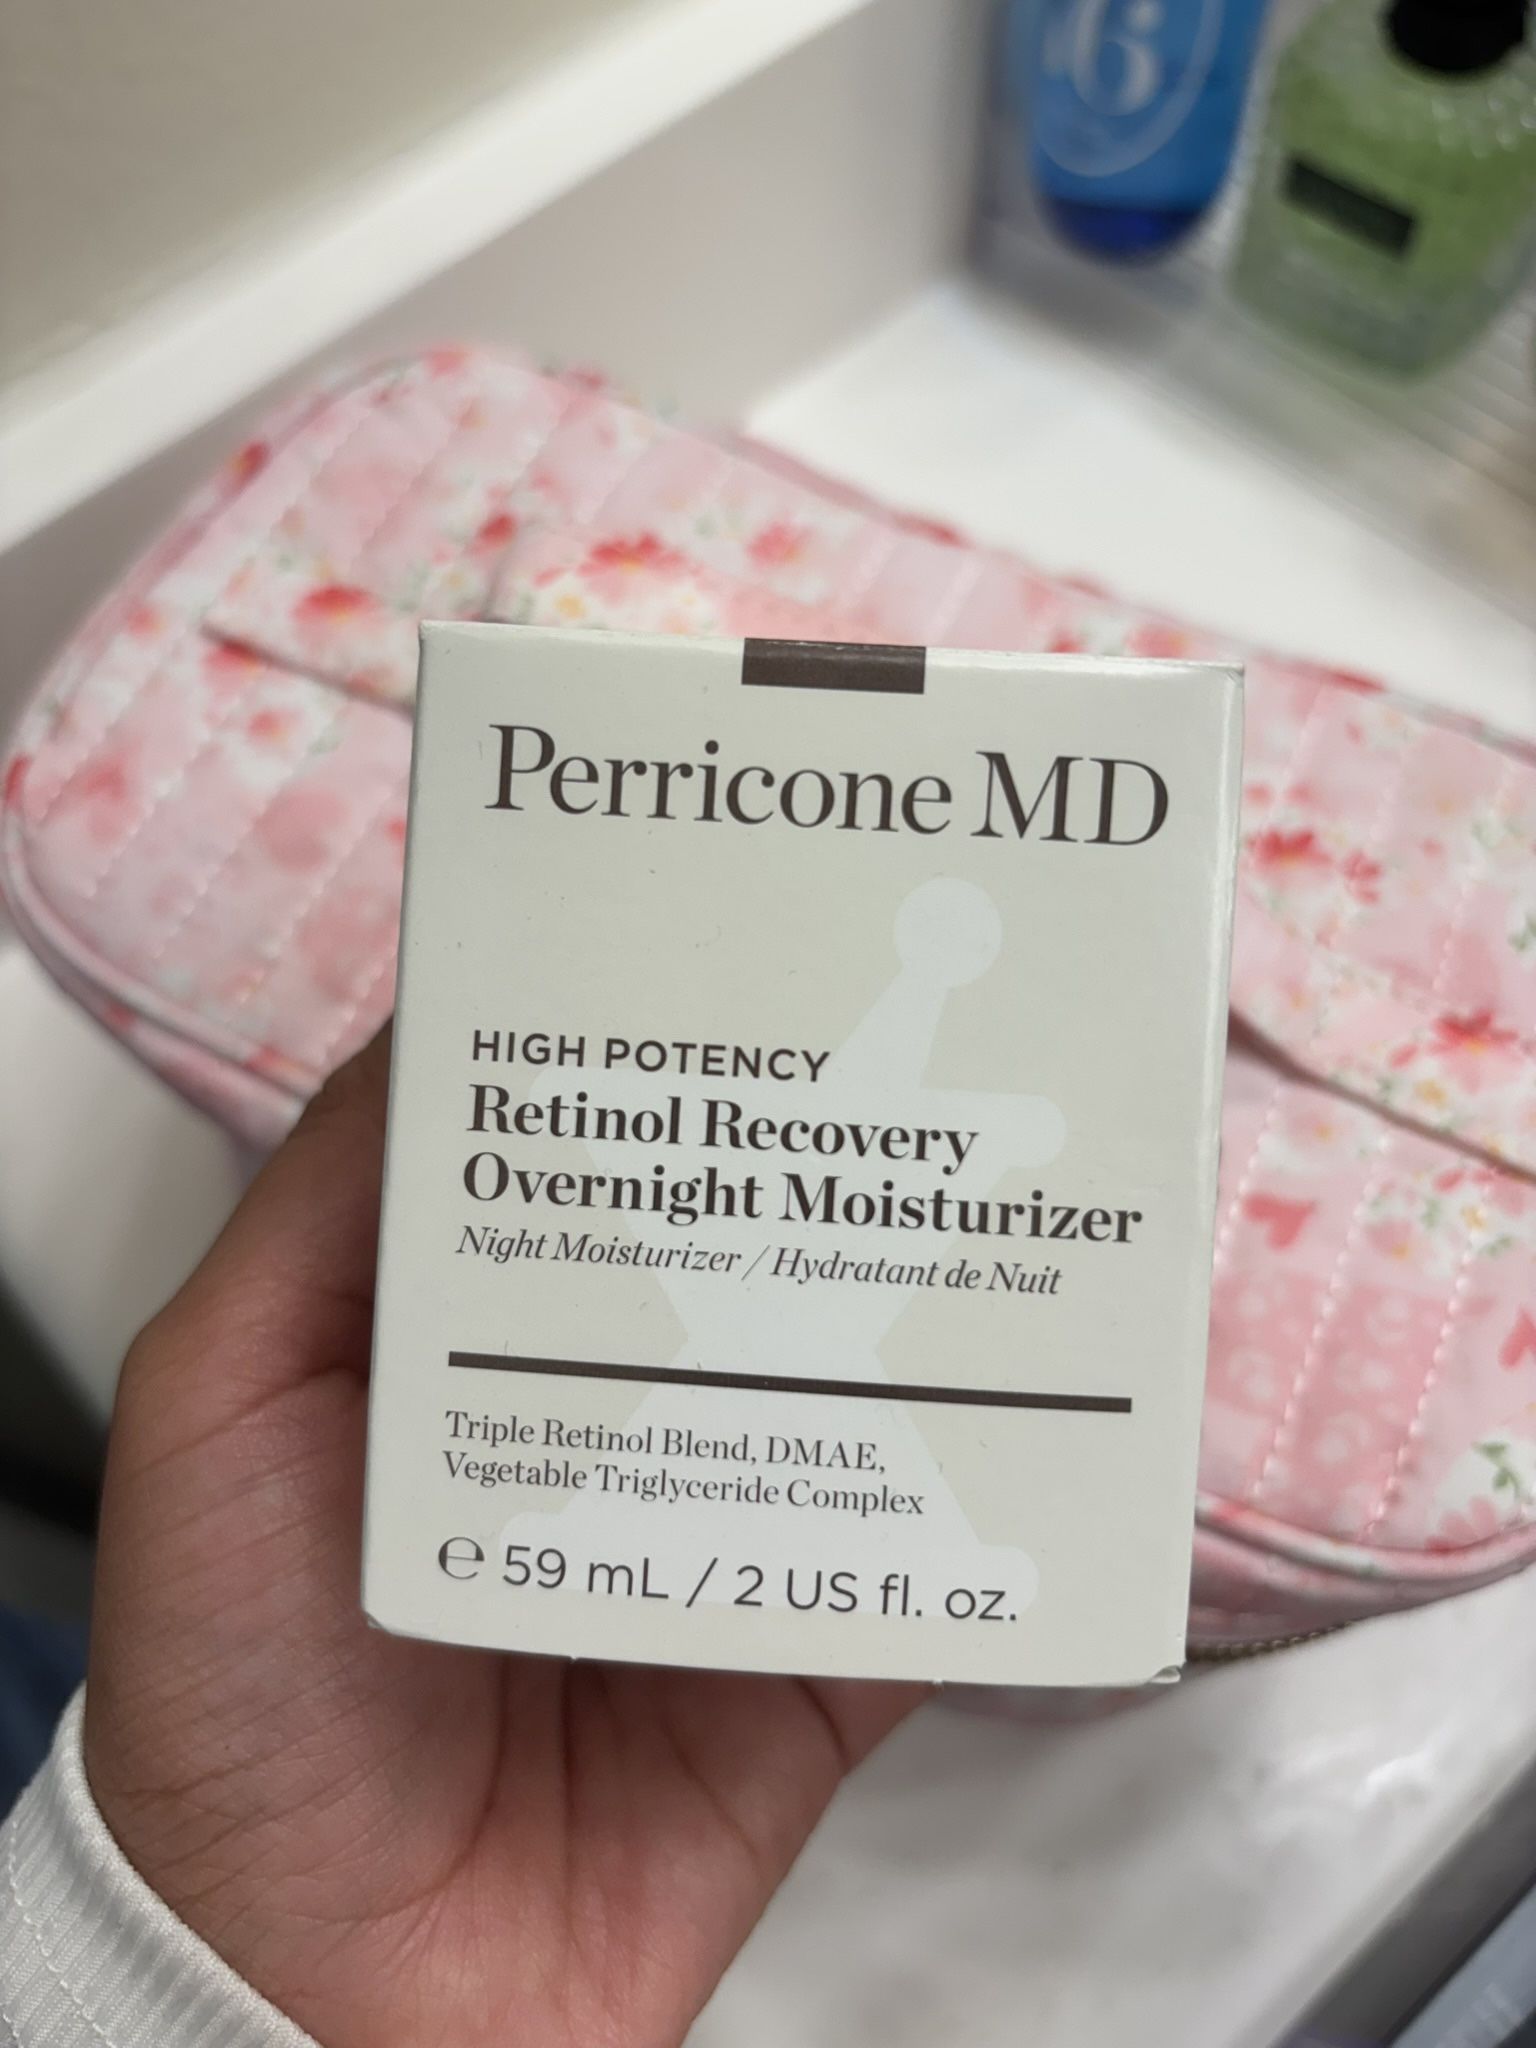 Perricone MD
HIGH POTENCY
Retinol Recovery
Overnight Moisturizer
Night Moisturizer / Hydratant de Nuit
Triple Retinol Blend, DMAE,
Vegetable Triglyceride Complex
℮ 59 mL / 2 US fl. oz.
6